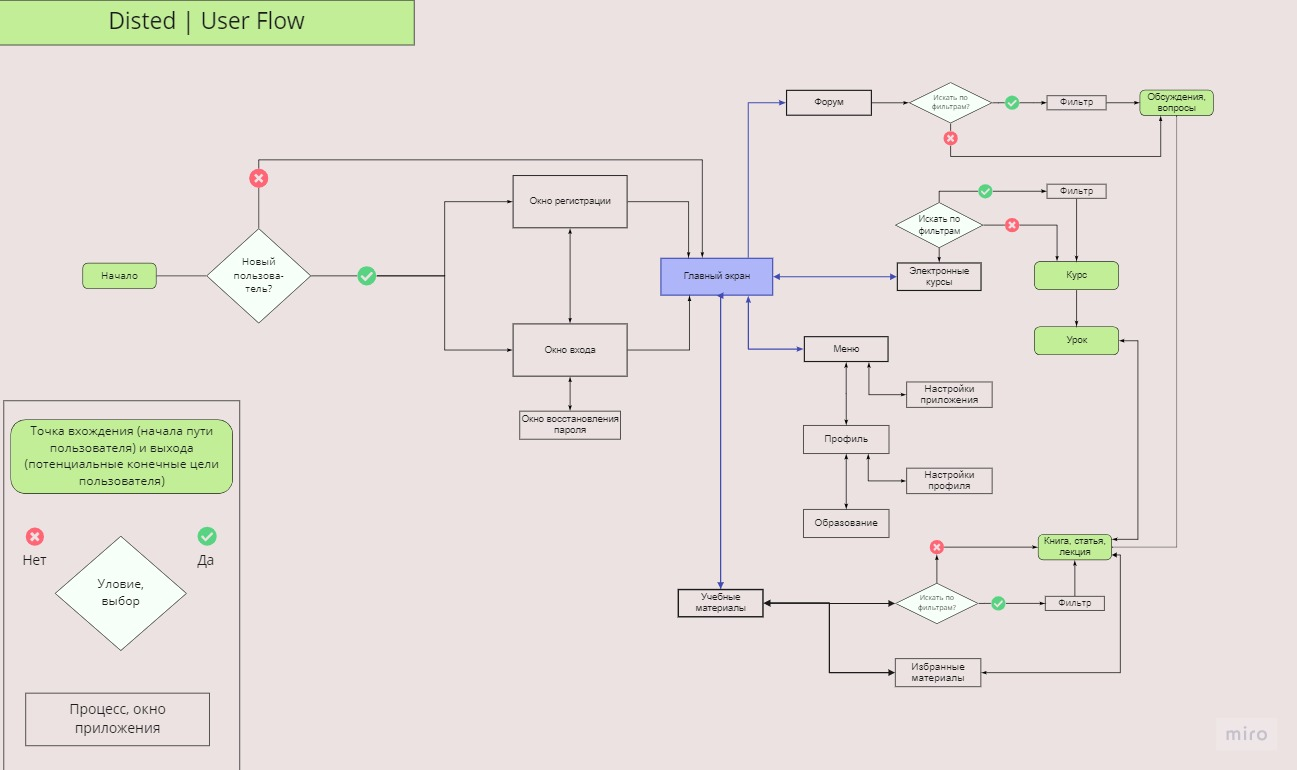 Disted | User Flow
Форум
Искать по
фильтрам?
Фильтр
Обсуждения,
вопросы
Окно регистрации
Искать по
фильтрам
Фильтр
Начало
Новый
пользова-
тель?
Главный экран
Электронные
курсы
Курс
Окно входа
Меню
Урок
Настройки
приложения
Окно восстановления
пароля
Профиль
Точка вхождения (начала пути
пользователя) и выхода
(потенциальные конечные цели
пользователя)
Настройки
профиля
Образование
Нет
Да
Уловие,
выбор
Книга, статья,
лекция
Учебные
материалы
Искать по
фильтрам?
Фильтр
Избранные
материалы
Процесс, окно
приложения
miro